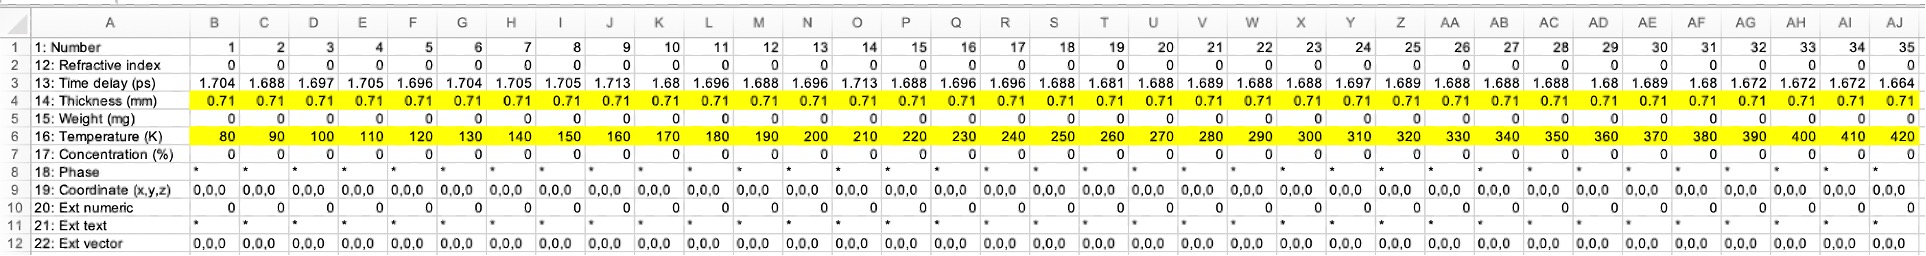 A B C D E F G H I J K L M N O P Q R S T U V W X Y Z AA AB AC AD AE AF AG AH AI AJ
1 1: Number 1 2 3 4 5 6 7 8 9 10 11 12 13 14 15 16 17 18 19 20 21 22 23 24 25 26 27 28 29 30 31 32 33 34 35
2 12: Refractive index 0 0 0 0 0 0 0 0 0 0 0 0 0 0 0 0 0 0 0 0 0 0 0 0 0 0 0 0 0 0 0 0 0 0 0
3 13: Time delay (ps) 1.704 1.688 1.697 1.705 1.696 1.704 1.705 1.705 1.713 1.68 1.696 1.688 1.696 1.713 1.688 1.696 1.696 1.688 1.681 1.688 1.689 1.688 1.688 1.697 1.689 1.688 1.688 1.688 1.68 1.689 1.68 1.672 1.672 1.672 1.664
4 14: Thickness (mm) 0.71 0.71 0.71 0.71 0.71 0.71 0.71 0.71 0.71 0.71 0.71 0.71 0.71 0.71 0.71 0.71 0.71 0.71 0.71 0.71 0.71 0.71 0.71 0.71 0.71 0.71 0.71 0.71 0.71 0.71 0.71 0.71 0.71 0.71 0.71
5 15: Weight (mg) 0 0 0 0 0 0 0 0 0 0 0 0 0 0 0 0 0 0 0 0 0 0 0 0 0 0 0 0 0 0 0 0 0 0 0
6 16: Temperature (K) 80 90 100 110 120 130 140 150 160 170 180 190 200 210 220 230 240 250 260 270 280 290 300 310 320 330 340 350 360 370 380 390 400 410 420
7 17: Concentration (%) 0 0 0 0 0 0 0 0 0 0 0 0 0 0 0 0 0 0 0 0 0 0 0 0 0 0 0 0 0 0 0 0 0 0 0
8 18: Phase * * * * * * * * * * * * * * * * * * * * * * * * * * * * * * * * * * *
9 19: Coordinate (x,y,z) 0,0,0 0,0,0 0,0,0 0,0,0 0,0,0 0,0,0 0,0,0 0,0,0 0,0,0 0,0,0 0,0,0 0,0,0 0,0,0 0,0,0 0,0,0 0,0,0 0,0,0 0,0,0 0,0,0 0,0,0 0,0,0 0,0,0 0,0,0 0,0,0 0,0,0 0,0,0 0,0,0 0,0,0 0,0,0 0,0,0 0,0,0 0,0,0 0,0,0 0,0,0 0,0,0
10 20: Ext numeric 0 0 0 0 0 0 0 0 0 0 0 0 0 0 0 0 0 0 0 0 0 0 0 0 0 0 0 0 0 0 0 0 0 0 0
11 21: Ext text * * * * * * * * * * * * * * * * * * * * * * * * * * * * * * * * * * *
12 22: Ext vector 0,0,0 0,0,0 0,0,0 0,0,0 0,0,0 0,0,0 0,0,0 0,0,0 0,0,0 0,0,0 0,0,0 0,0,0 0,0,0 0,0,0 0,0,0 0,0,0 0,0,0 0,0,0 0,0,0 0,0,0 0,0,0 0,0,0 0,0,0 0,0,0 0,0,0 0,0,0 0,0,0 0,0,0 0,0,0 0,0,0 0,0,0 0,0,0 0,0,0 0,0,0 0,0,0